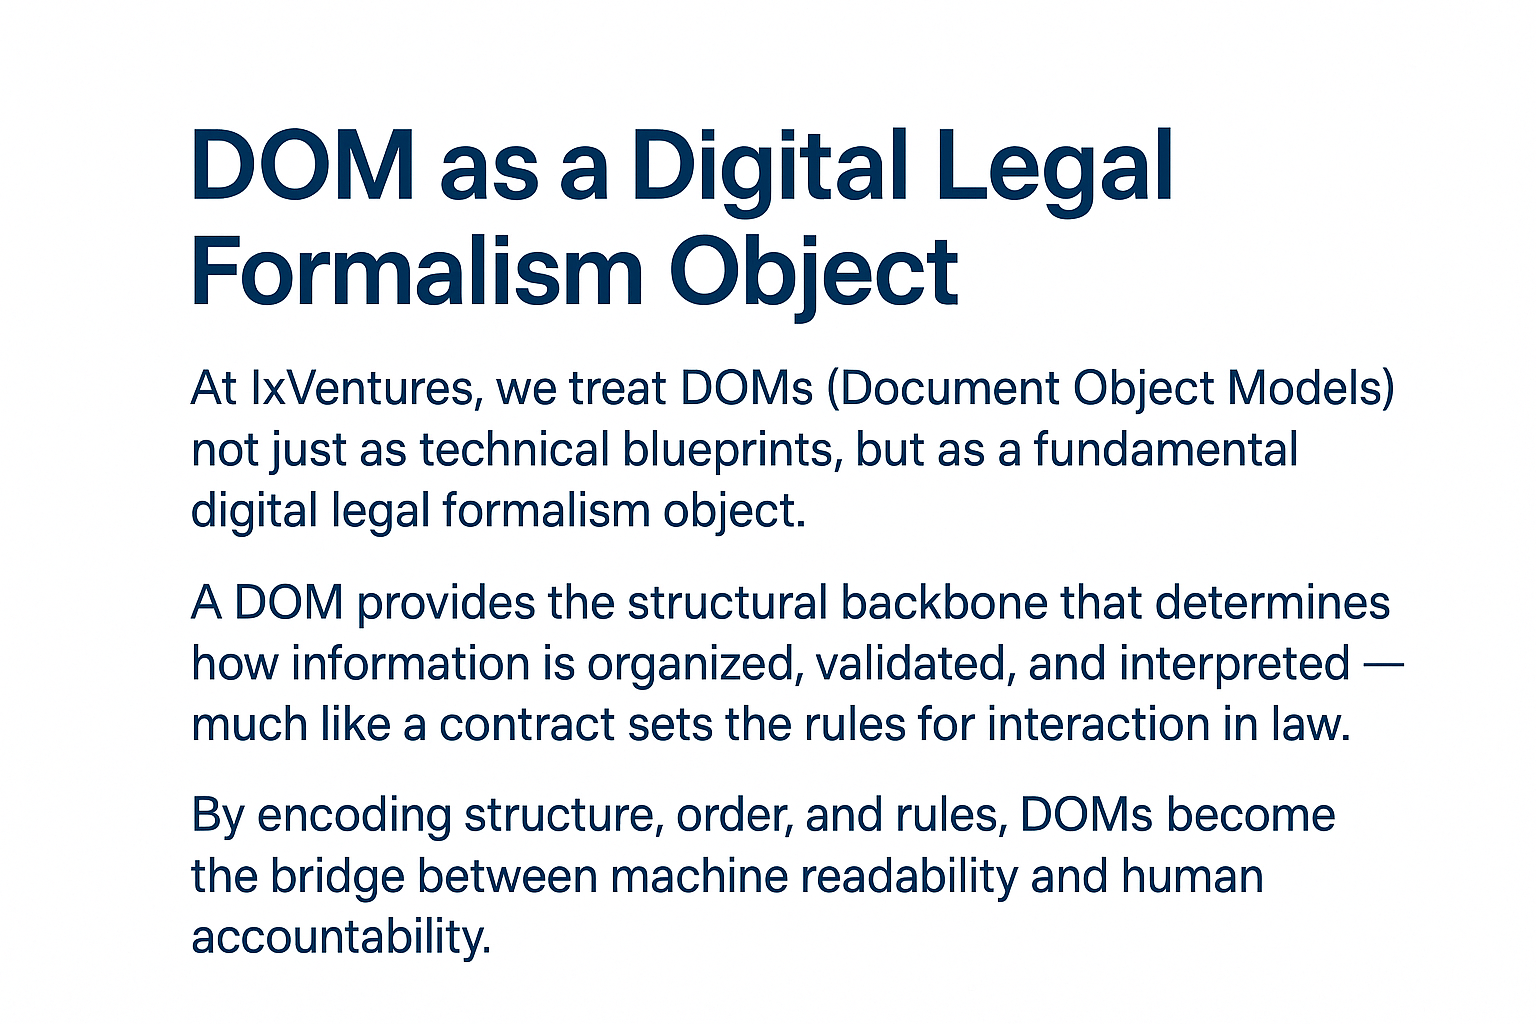 DOM as a Digital Legal
Formalism Object
At IxVentures, we treat DOMs (Document Object Models)
not just as technical blueprints, but as a fundamental
digital legal formalism object.
A DOM provides the structural backbone that determines
how information is organized, validated, and interpreted —
much like a contract sets the rules for interaction in law.
By encoding structure, order, and rules, DOMs become
the bridge between machine readability and human
accountability.